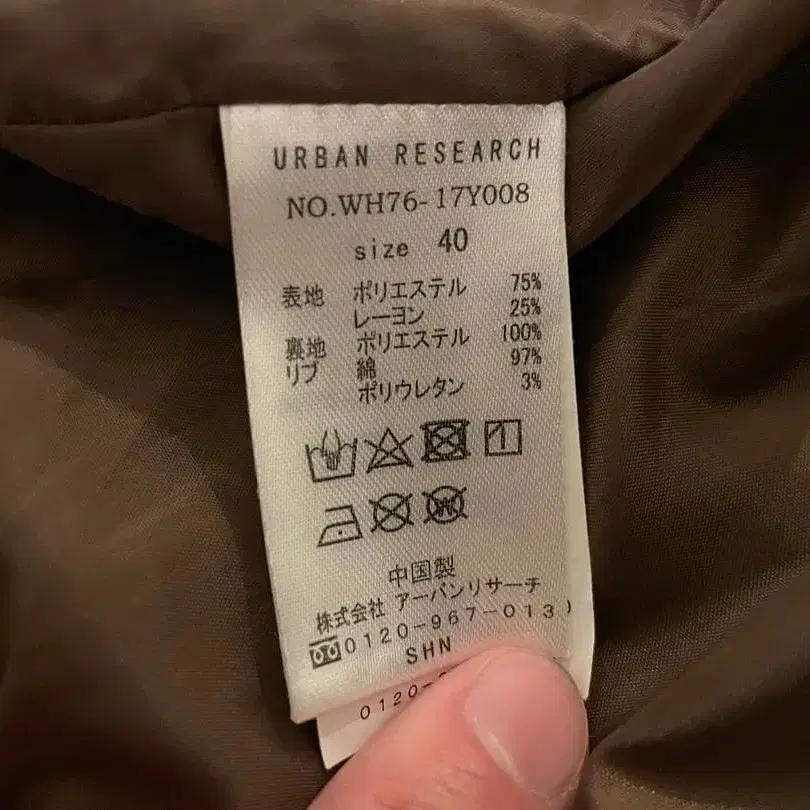 URBAN RESEARCH
NO.WH76-17Y008
size 40
表地 ポリエステル 75%
レーヨン 25%
裏地 ポリエステル 100%
リブ 綿 97%
ポリウレタン 3%
中国製
株式会社 アーバンリサーチ
0120-967-013)
SHN
0120-